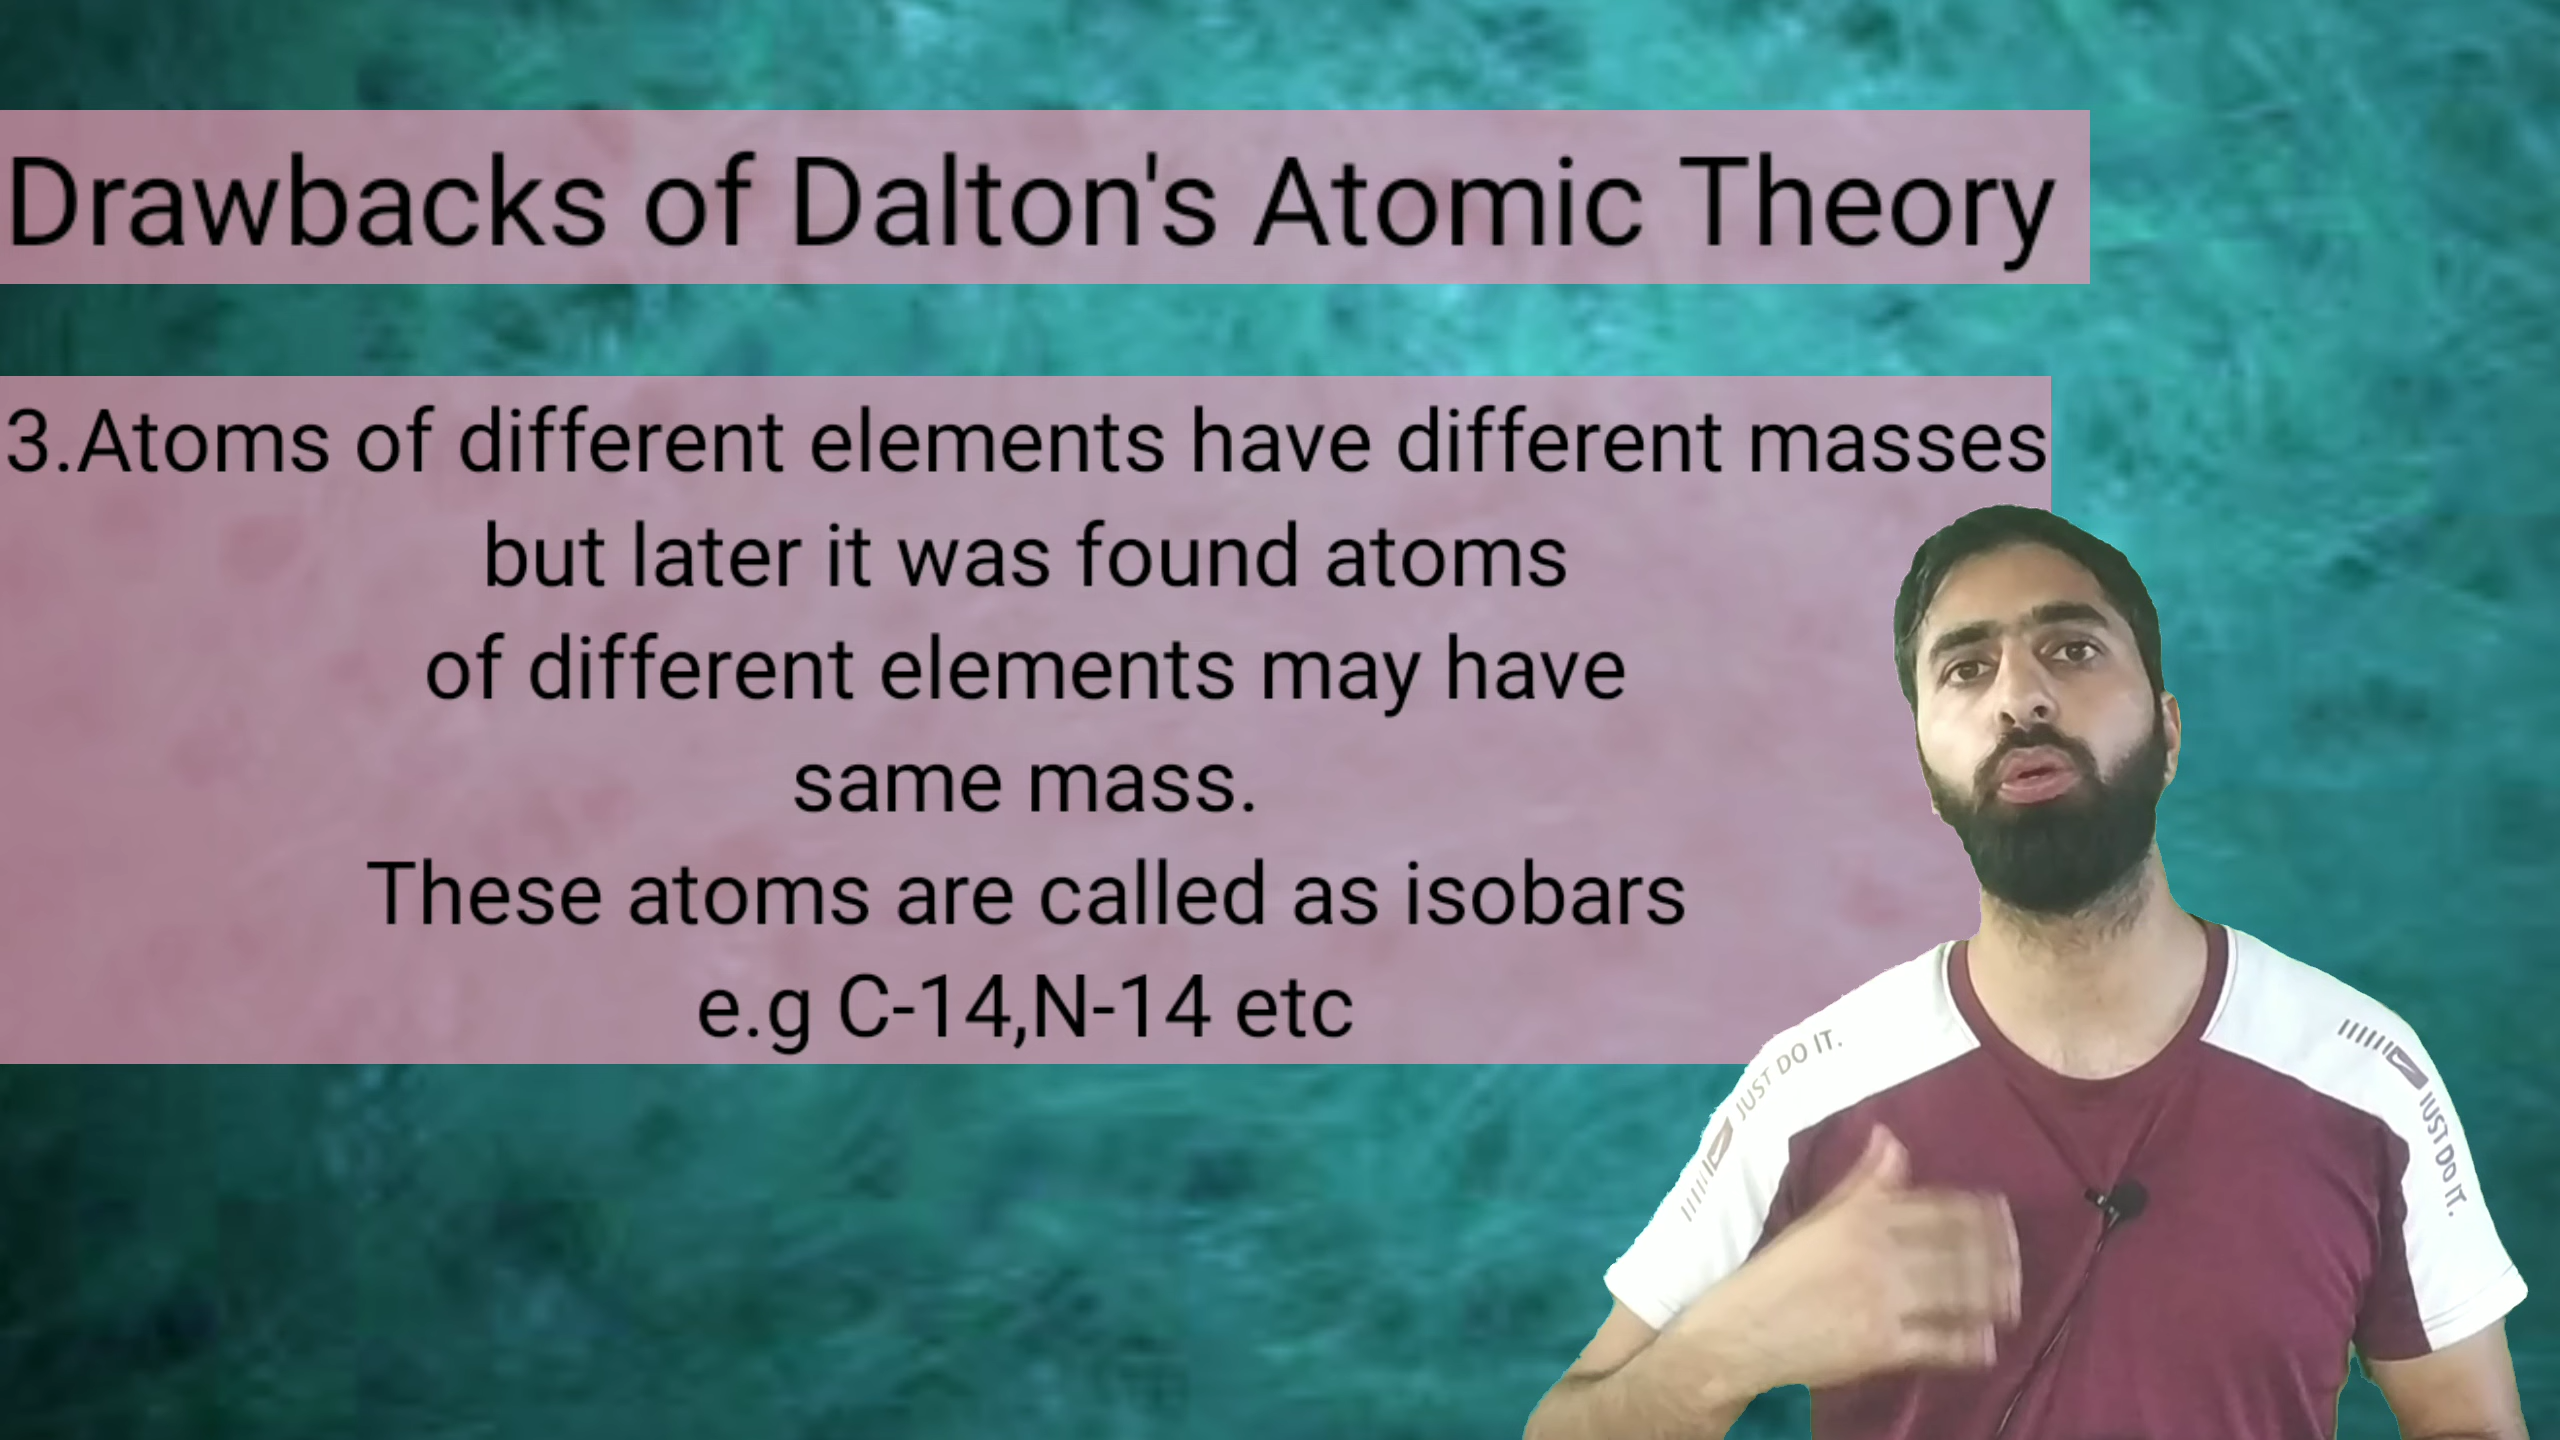 Drawbacks of Dalton's Atomic Theory
3.Atoms of different elements have different masses
but later it was found atoms
of different elements may have
same mass.
These atoms are called as isobars
e.g C-14,N-14 etc
JUST DO IT.
JUST DO IT.